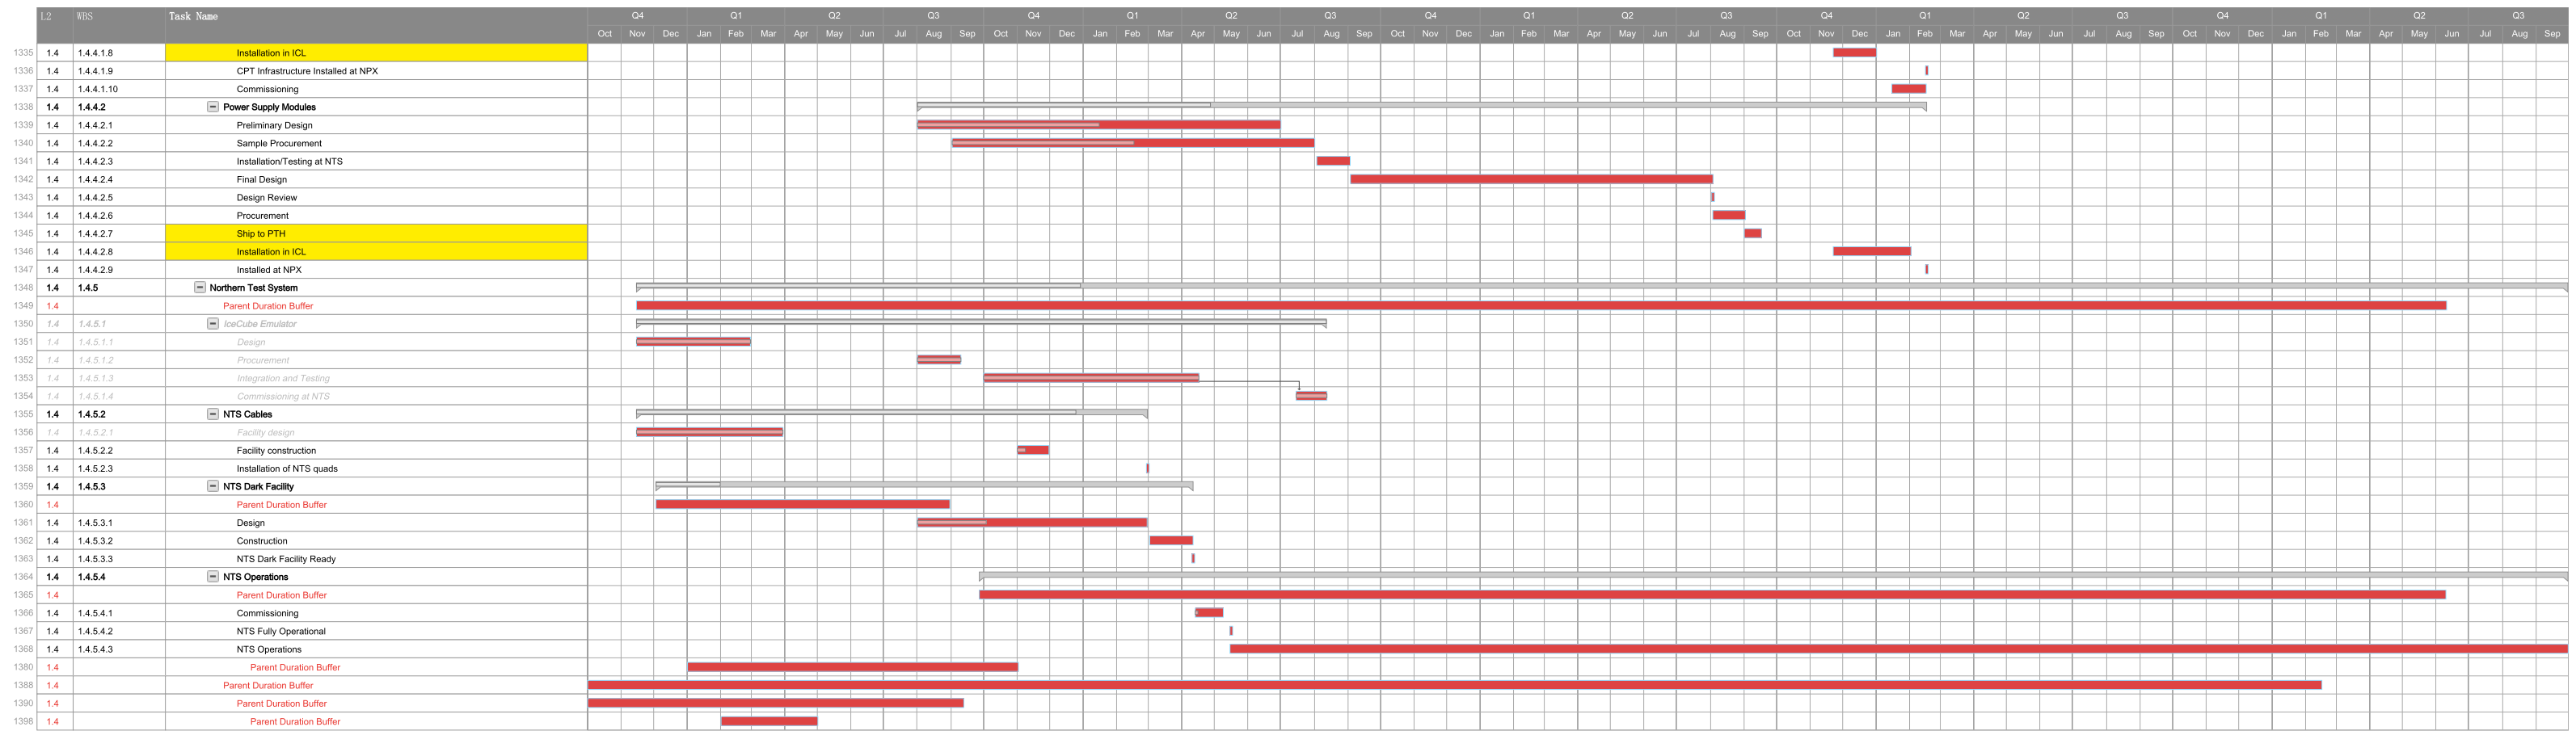 L2 WBS Task Name Q4 Q1 Q2 Q3 Q4 Q1 Q2 Q3 Q4 Q1 Q2 Q3 Q4 Q1 Q2 Q3 Q4 Q1 Q2 Q3
Oct Nov Dec Jan Feb Mar Apr May Jun Jul Aug Sep Oct Nov Dec Jan Feb Mar Apr May Jun Jul Aug Sep Oct Nov Dec Jan Feb Mar Apr May Jun Jul Aug Sep Oct Nov Dec Jan Feb Mar Apr May Jun Jul Aug Sep Oct Nov Dec Jan Feb Mar Apr May Jun Jul Aug Sep
1335 1.4 1.4.4.1.8 Installation in ICL
1336 1.4 1.4.4.1.9 CPT Infrastructure Installed at NPX
1337 1.4 1.4.4.1.10 Commissioning
1338 1.4 1.4.4.2 Power Supply Modules
1339 1.4 1.4.4.2.1 Preliminary Design
1340 1.4 1.4.4.2.2 Sample Procurement
1341 1.4 1.4.4.2.3 Installation/Testing at NTS
1342 1.4 1.4.4.2.4 Final Design
1343 1.4 1.4.4.2.5 Design Review
1344 1.4 1.4.4.2.6 Procurement
1345 1.4 1.4.4.2.7 Ship to PTH
1346 1.4 1.4.4.2.8 Installation in ICL
1347 1.4 1.4.4.2.9 Installed at NPX
1348 1.4 1.4.5 Northern Test System
1349 1.4 Parent Duration Buffer
1350 1.4 1.4.5.1 IceCube Emulator
1351 1.4 1.4.5.1.1 Design
1352 1.4 1.4.5.1.2 Procurement
1353 1.4 1.4.5.1.3 Integration and Testing
1354 1.4 1.4.5.1.4 Commissioning at NTS
1355 1.4 1.4.5.2 NTS Cables
1356 1.4 1.4.5.2.1 Facility design
1357 1.4 1.4.5.2.2 Facility construction
1358 1.4 1.4.5.2.3 Installation of NTS quads
1359 1.4 1.4.5.3 NTS Dark Facility
1360 1.4 Parent Duration Buffer
1361 1.4 1.4.5.3.1 Design
1362 1.4 1.4.5.3.2 Construction
1363 1.4 1.4.5.3.3 NTS Dark Facility Ready
1364 1.4 1.4.5.4 NTS Operations
1365 1.4 Parent Duration Buffer
1366 1.4 1.4.5.4.1 Commissioning
1367 1.4 1.4.5.4.2 NTS Fully Operational
1368 1.4 1.4.5.4.3 NTS Operations
1380 1.4 Parent Duration Buffer
1388 1.4 Parent Duration Buffer
1390 1.4 Parent Duration Buffer
1398 1.4 Parent Duration Buffer